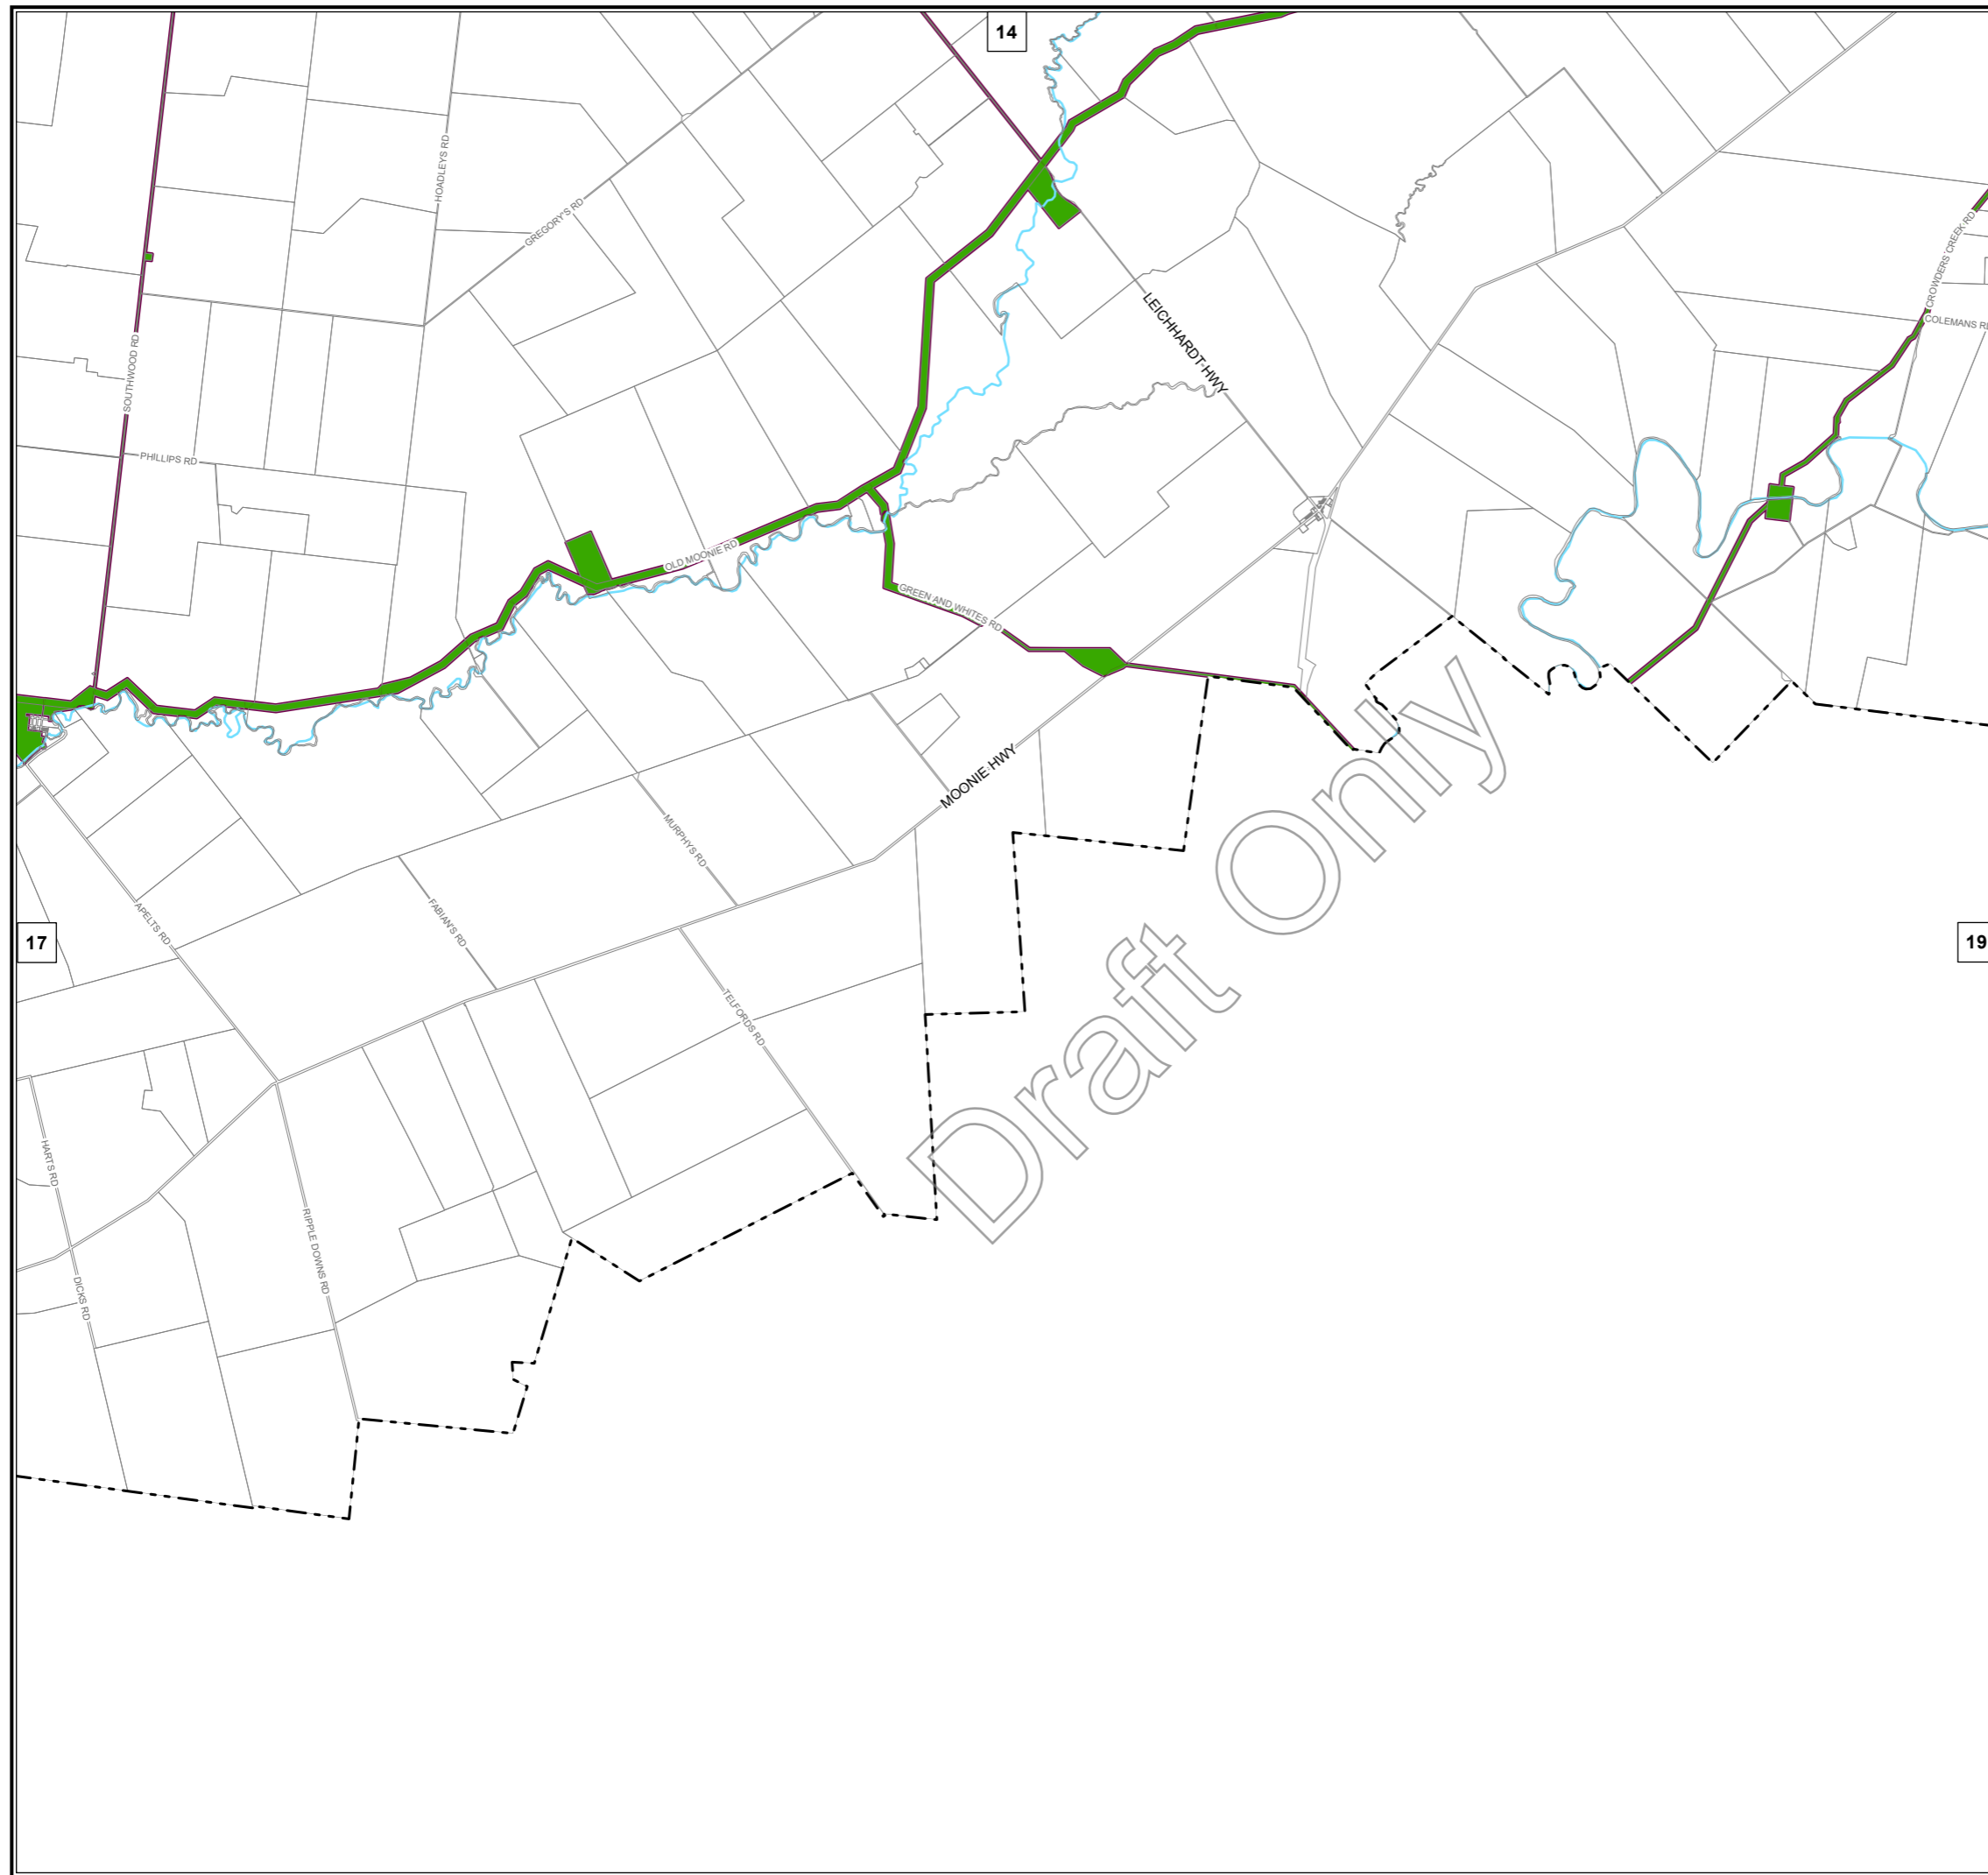 14
HOADLEYS RD
GREGORY'S RD
CROWDERS CREEK RD
COLEMANS RD
LEICHHARDT HWY
SOUTHWOOD RD
PHILLIPS RD
OLD MOONIE RD
GREEN AND WHITES RD
MOONIE HWY
MURPHYS RD
APELTS RD
FABIAN'S RD
17
19
TELFORDS RD
Draft Only
HARTS RD
RIPPLE DOWNS RD
DICKS RD